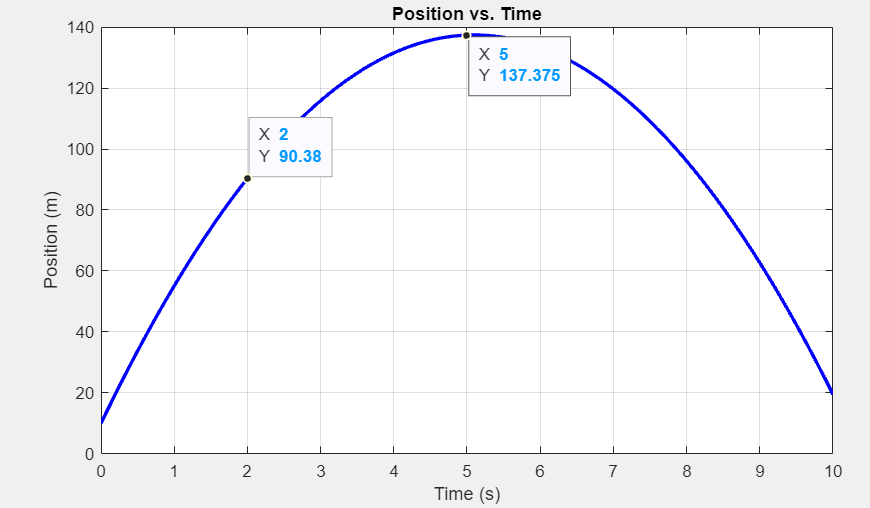 Position vs. Time
Position (m)
140
120
100
80
60
40
20
0
X 5
Y 137.375
X 2
Y 90.38
0 1 2 3 4 5 6 7 8 9 10
Time (s)